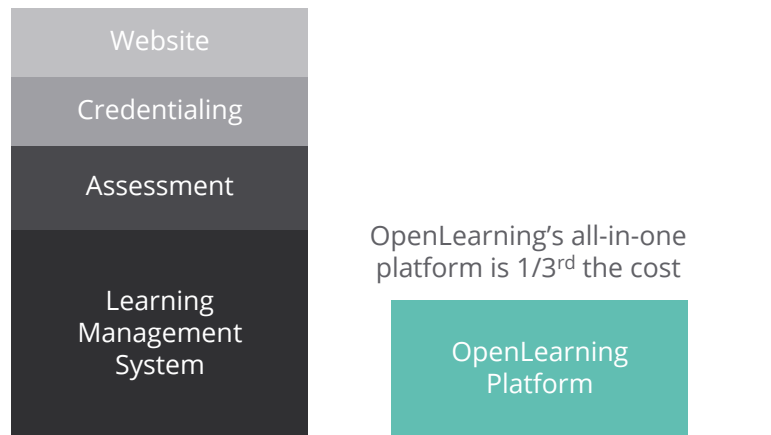 Website
Credentialing
Assessment
Learning
Management
System
OpenLearning’s all-in-one
platform is 1/3rd the cost
OpenLearning
Platform